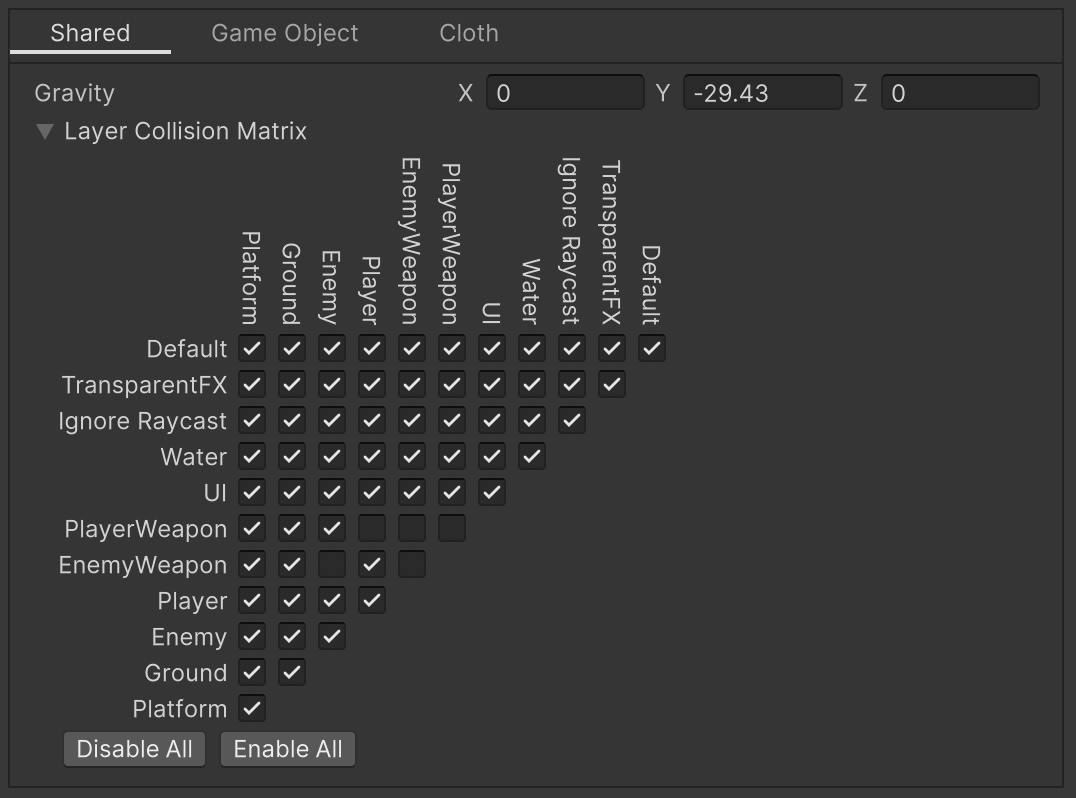 Shared Game Object Cloth
Gravity X 0 Y -29.43 Z 0
Layer Collision Matrix
Platform
Ground
Enemy
Player
EnemyWeapon
PlayerWeapon
UI
Water
Ignore Raycast
TransparentFX
Default
Default
TransparentFX
Ignore Raycast
Water
UI
PlayerWeapon
EnemyWeapon
Player
Enemy
Ground
Platform
Disable All Enable All